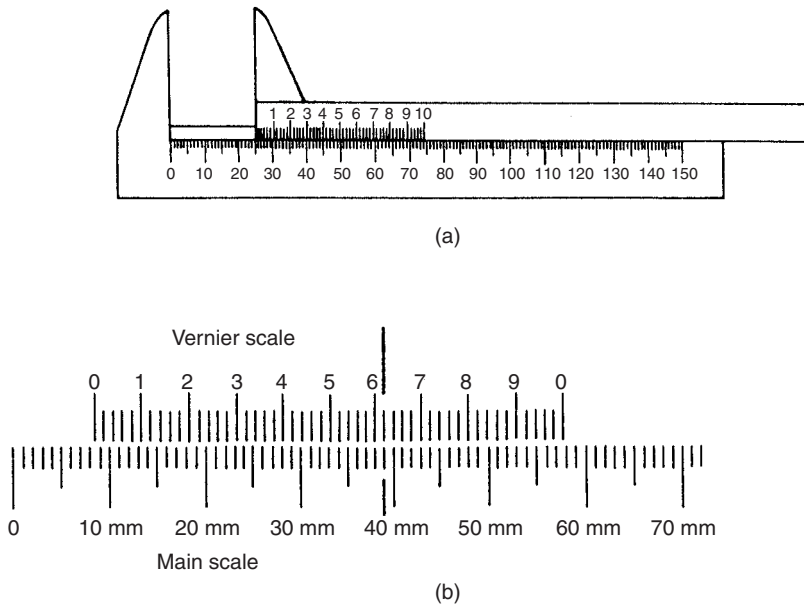 1 2 3 4 5 6 7 8 9 10
0 10 20 30 40 50 60 70 80 90 100 110 120 130 140 150
(a)
Vernier scale
0 1 2 3 4 5 6 7 8 9 0
0 10 mm 20 mm 30 mm 40 mm 50 mm 60 mm 70 mm
Main scale
(b)